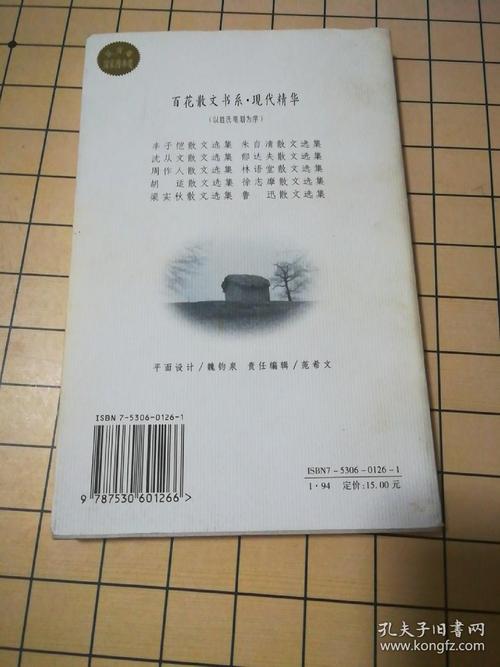 百花散文书系·现代精华
(以姓氏笔划为序)
丰子恺散文选集 朱自清散文选集
沈从文散文选集 郁达夫散文选集
周作人散文选集 林语堂散文选集
胡 适散文选集 徐志摩散文选集
梁实秋散文选集 鲁 迅散文选集
平面设计/魏钧泉 责任编辑/范希文
ISBN 7-5306-0126-1
9 787530 601266 >
ISBN7-5306-0126-1
1·94 定价:15.00元
孔夫子旧书网
www.kongfz.com